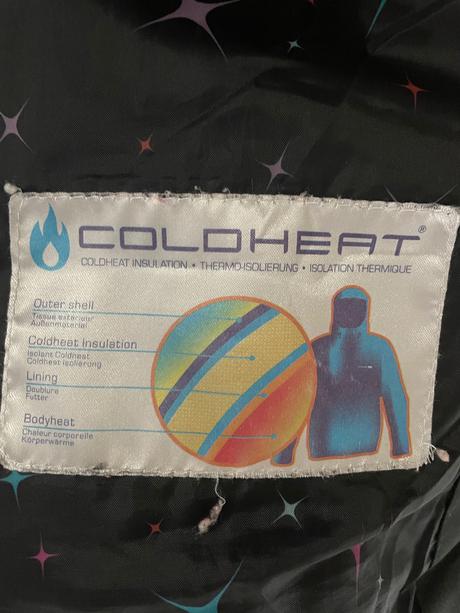 COLDHEAT®
COLDHEAT INSULATION • THERMO-ISOLIERUNG • ISOLATION THERMIQUE
Outer shell
Tissue extérieur
Außenmaterial
Coldheat Insulation
Isolant Coldheat
Coldheat Isolierung
Lining
Doublure
Futter
Bodyheat
Chaleur corporelle
Körperwärme